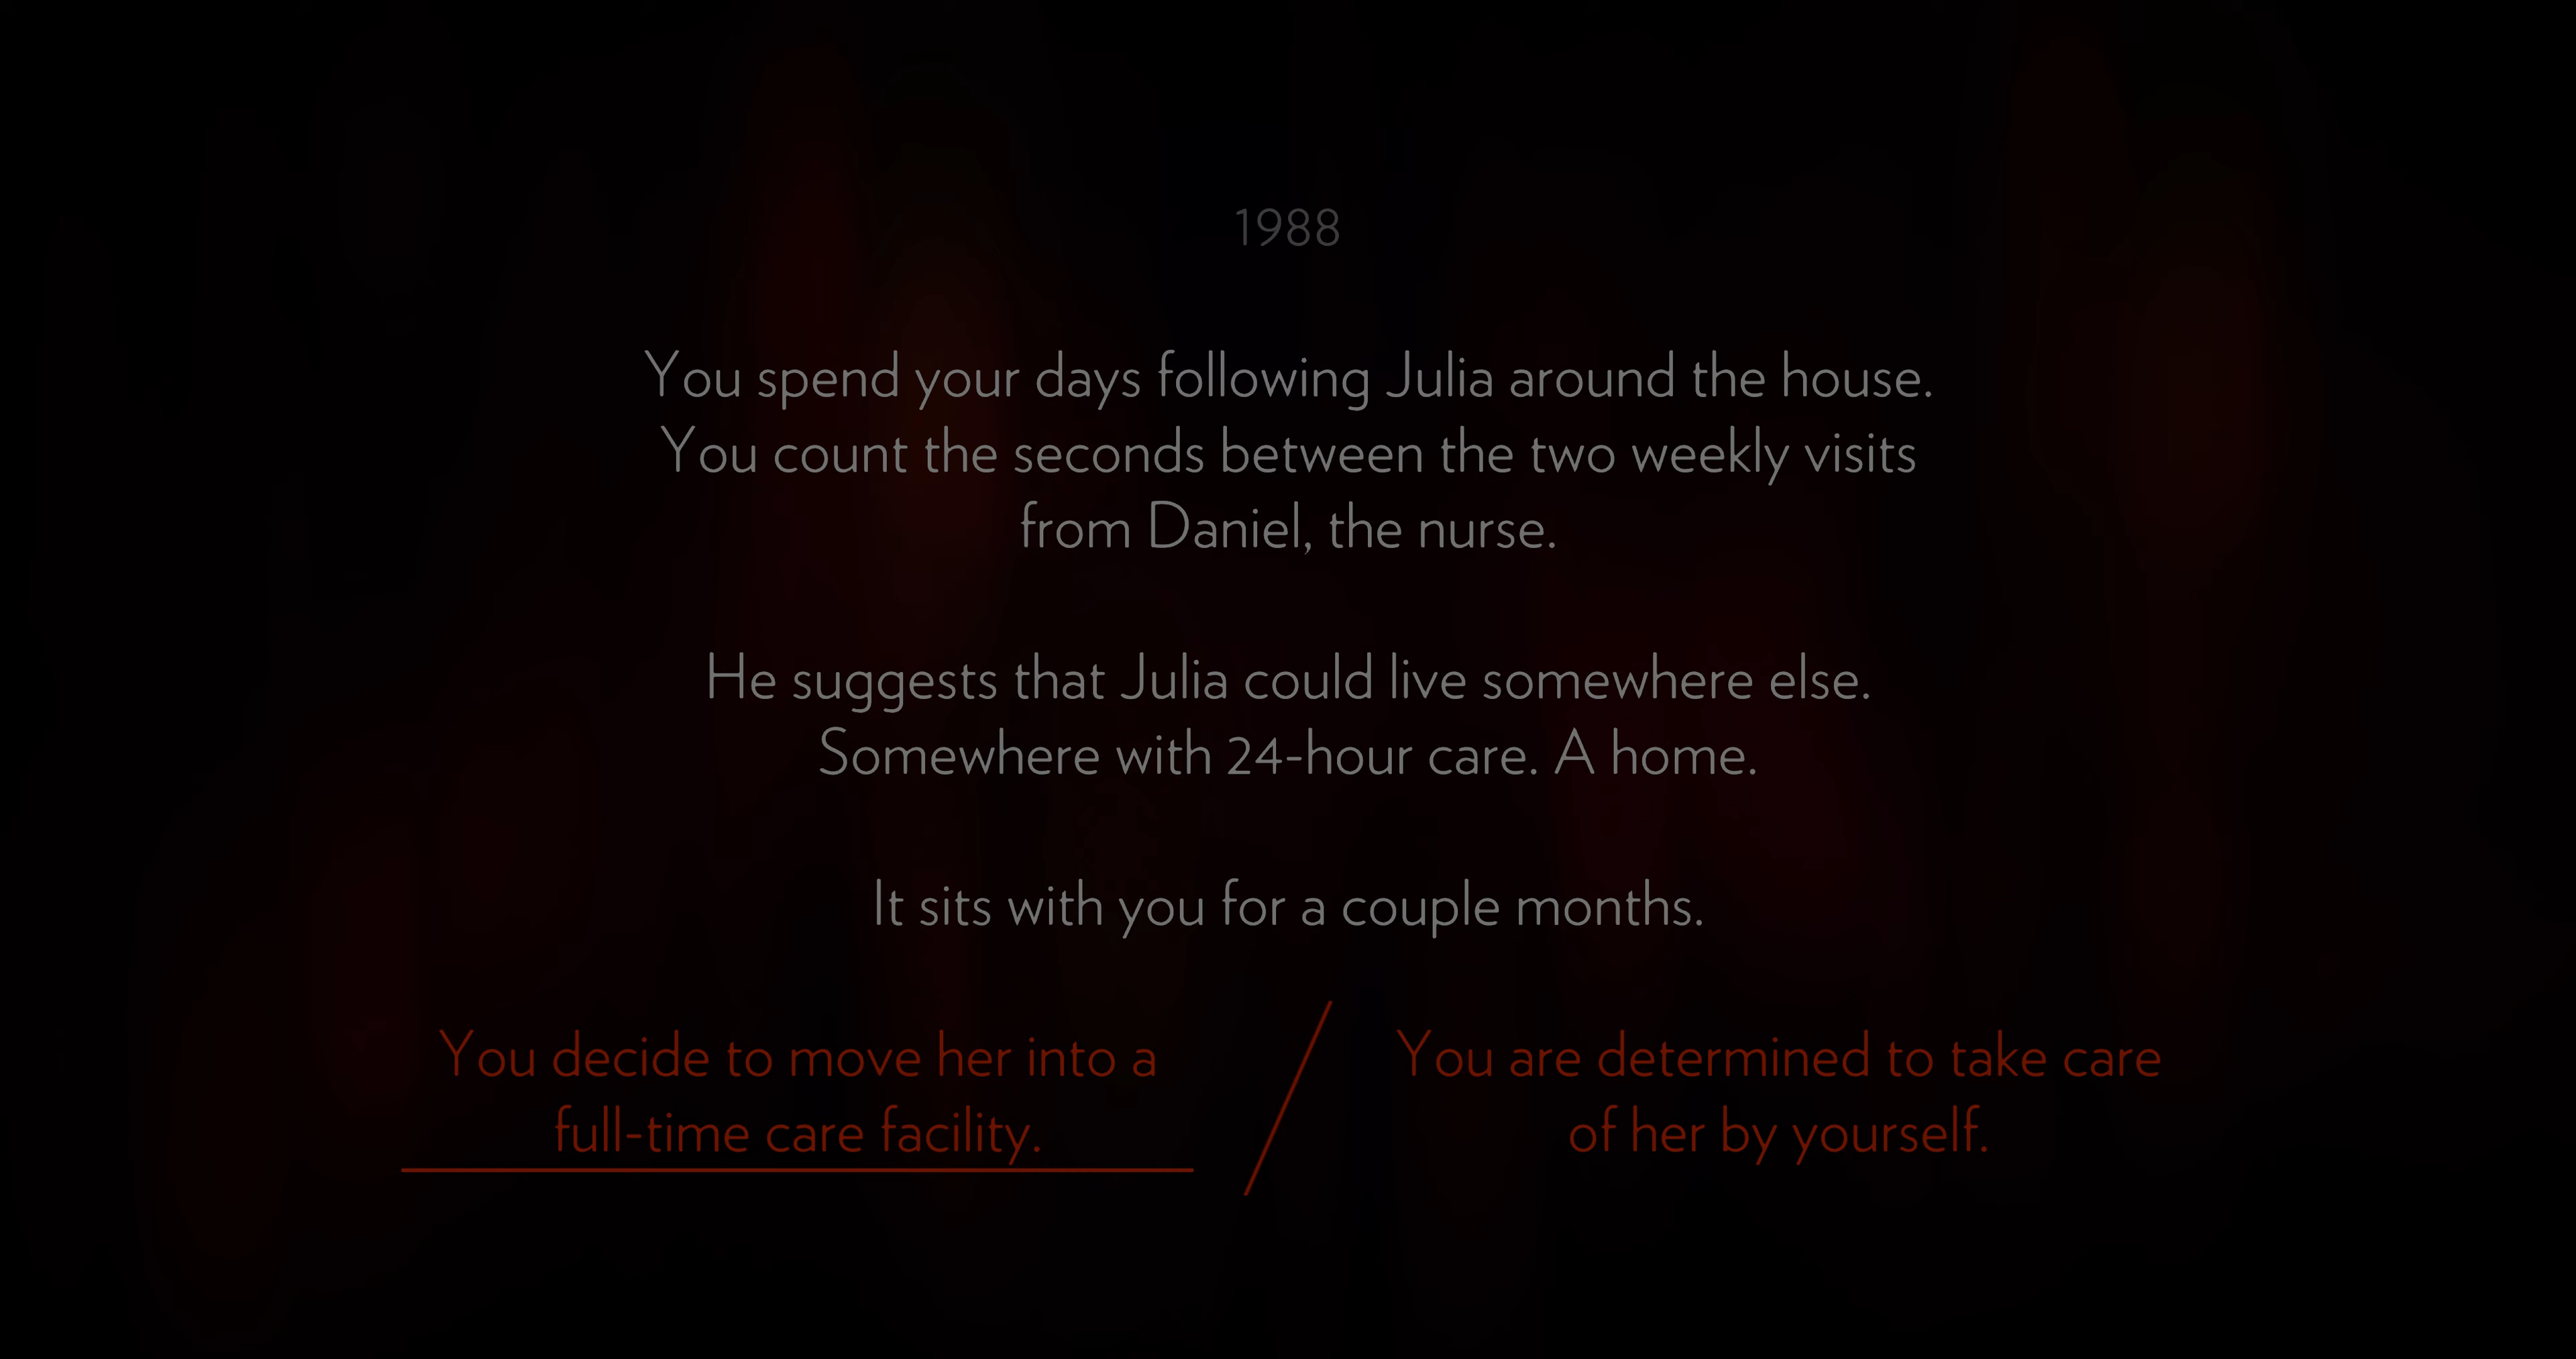 1988
You spend your days following Julia around the house.
You count the seconds between the two weekly visits
from Daniel, the nurse.
He suggests that Julia could live somewhere else.
Somewhere with 24-hour care. A home.
It sits with you for a couple months.
You decide to move her into a
full-time care facility.
/
You are determined to take care
of her by yourself.